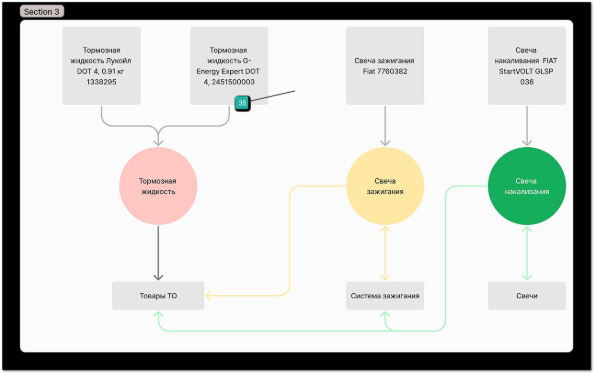 Section 3
Тормозная
жидкость Лукойл
DOT 4, 0.91 кг
1338295
Тормозная
жидкость G-
Energy Expert DOT
4, 2451500003
35
Свеча зажигания
Fiat 7760382
Свеча
накаливания FIAT
StartVOLT GLSP
036
Тормозная
жидкость
Свеча
зажигания
Свеча
накаливания
Товары ТО
Система зажигания
Свечи